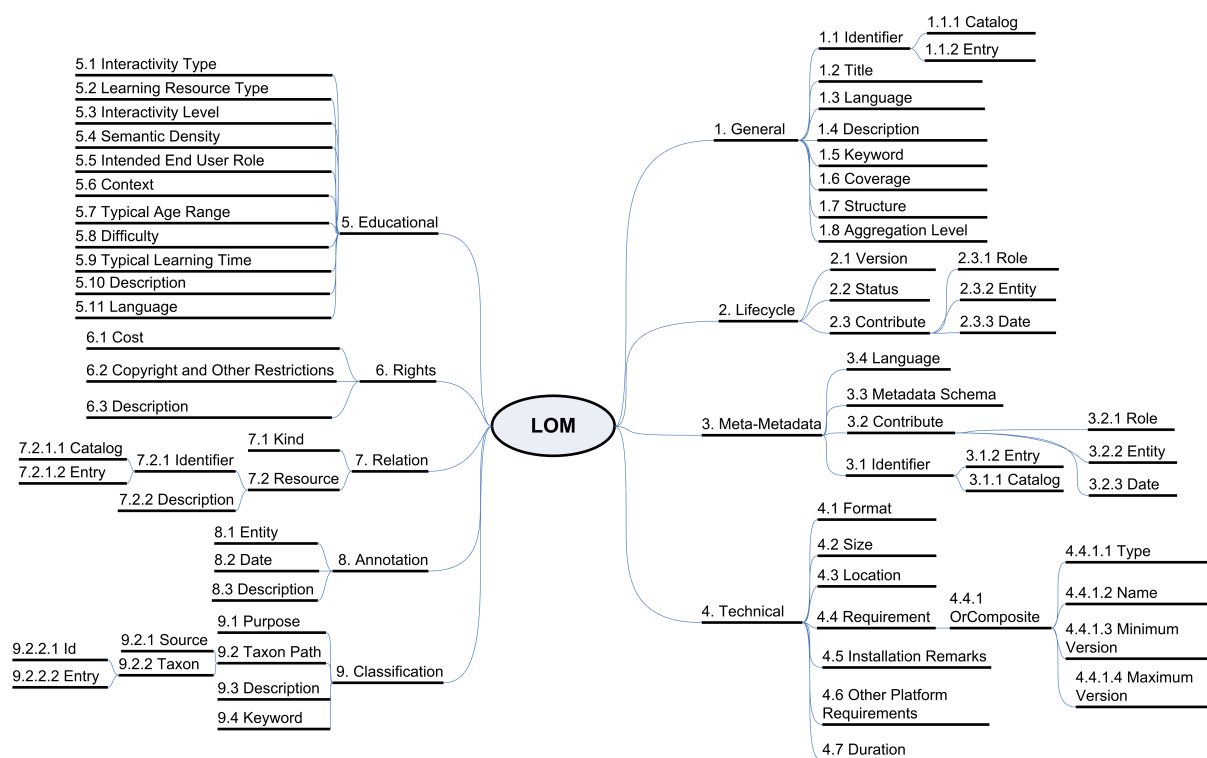 LOM
1. General
1.1 Identifier
1.1.1 Catalog
1.1.2 Entry
1.2 Title
1.3 Language
1.4 Description
1.5 Keyword
1.6 Coverage
1.7 Structure
1.8 Aggregation Level
2. Lifecycle
2.1 Version
2.2 Status
2.3 Contribute
2.3.1 Role
2.3.2 Entity
2.3.3 Date
3. Meta-Metadata
3.4 Language
3.3 Metadata Schema
3.2 Contribute
3.2.1 Role
3.2.2 Entity
3.2.3 Date
3.1 Identifier
3.1.2 Entry
3.1.1 Catalog
4. Technical
4.1 Format
4.2 Size
4.3 Location
4.4 Requirement
4.4.1
OrComposite
4.4.1.1 Type
4.4.1.2 Name
4.4.1.3 Minimum
Version
4.4.1.4 Maximum
Version
4.5 Installation Remarks
4.6 Other Platform
Requirements
4.7 Duration
5. Educational
5.1 Interactivity Type
5.2 Learning Resource Type
5.3 Interactivity Level
5.4 Semantic Density
5.5 Intended End User Role
5.6 Context
5.7 Typical Age Range
5.8 Difficulty
5.9 Typical Learning Time
5.10 Description
5.11 Language
6. Rights
6.1 Cost
6.2 Copyright and Other Restrictions
6.3 Description
7. Relation
7.1 Kind
7.2 Resource
7.2.1 Identifier
7.2.1.1 Catalog
7.2.1.2 Entry
7.2.2 Description
8. Annotation
8.1 Entity
8.2 Date
8.3 Description
9. Classification
9.1 Purpose
9.2 Taxon Path
9.2.1 Source
9.2.2 Taxon
9.2.2.1 Id
9.2.2.2 Entry
9.3 Description
9.4 Keyword